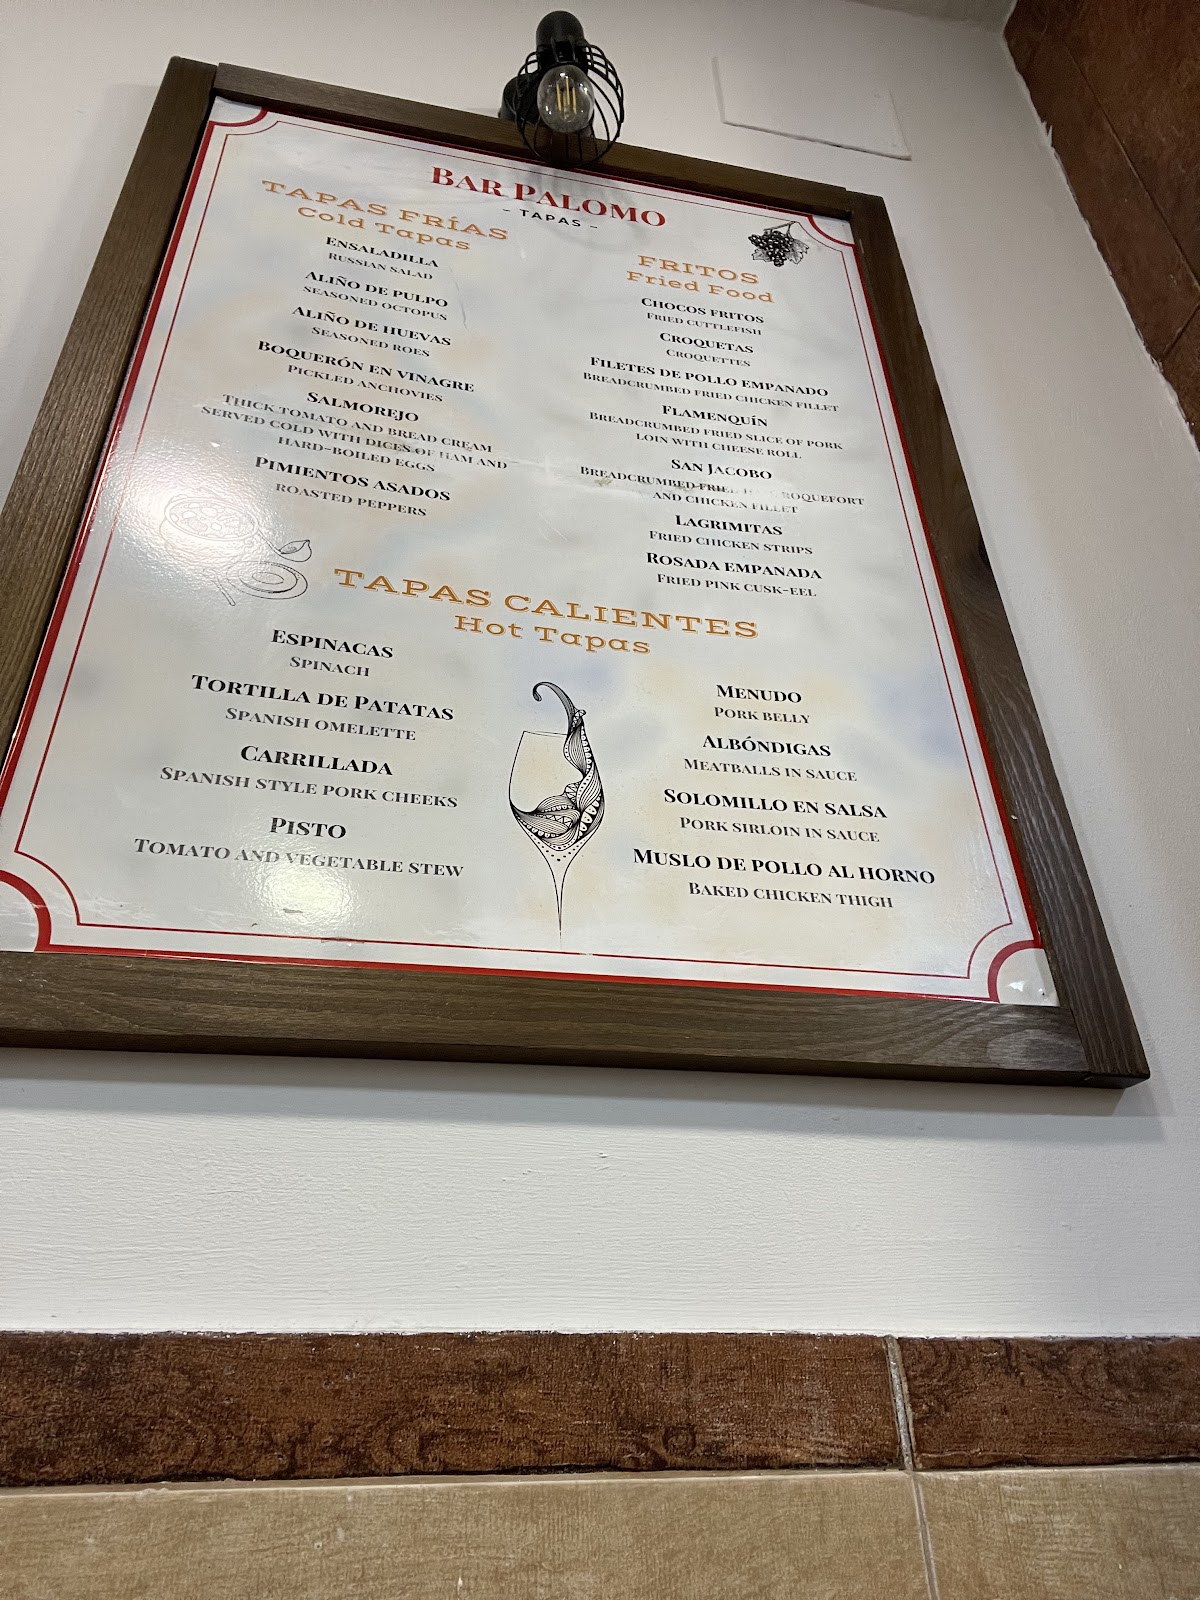 BAR PALOMO
- TAPAS -
TAPAS FRÍAS
Cold Tapas
ENSALADILLA
RUSSIAN SALAD
ALIÑO DE PULPO
SEASONED OCTOPUS
ALIÑO DE HUEVAS
SEASONED ROES
BOQUERÓN EN VINAGRE
PICKLED ANCHOVIES
SALMOREJO
THICK TOMATO AND BREAD CREAM
SERVED COLD WITH DICES OF HAM AND
HARD-BOILED EGGS
PIMIENTOS ASADOS
ROASTED PEPPERS
FRITOS
Fried Food
CHOCOS FRITOS
FRIED CUTTLEFISH
CROQUETAS
CROQUETTES
FILETES DE POLLO EMPANADO
BREADCRUMBED FRIED CHICKEN FILLET
FLAMENQUÍN
BREADCRUMBED FRIED SLICE OF PORK
LOIN WITH CHEESE ROLL
SAN JACOBO
BREADCRUMBED FRIED ROQUEFORT
AND CHICKEN FILLET
LAGRIMITAS
FRIED CHICKEN STRIPS
ROSADA EMPANADA
FRIED PINK CUSK-EEL
TAPAS CALIENTES
Hot Tapas
ESPINACAS
SPINACH
TORTILLA DE PATATAS
SPANISH OMELETTE
CARRILLADA
SPANISH STYLE PORK CHEEKS
PISTO
TOMATO AND VEGETABLE STEW
MENUDO
PORK BELLY
ALBÓNDIGAS
MEATBALLS IN SAUCE
SOLOMILLO EN SALSA
PORK SIRLOIN IN SAUCE
MUSLO DE POLLO AL HORNO
BAKED CHICKEN THIGH